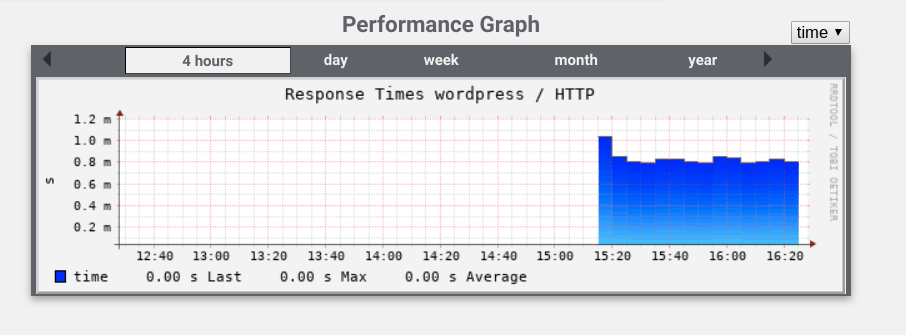 Performance Graph
time ▼
4 hours day week month year
Response Times wordpress / HTTP
RRDTOOL / TOBI OETIKER
1.2 m
1.0 m
0.8 m
0.6 m
0.4 m
0.2 m
s
12:40 13:00 13:20 13:40 14:00 14:20 14:40 15:00 15:20 15:40 16:00 16:20
time 0.00 s Last 0.00 s Max 0.00 s Average